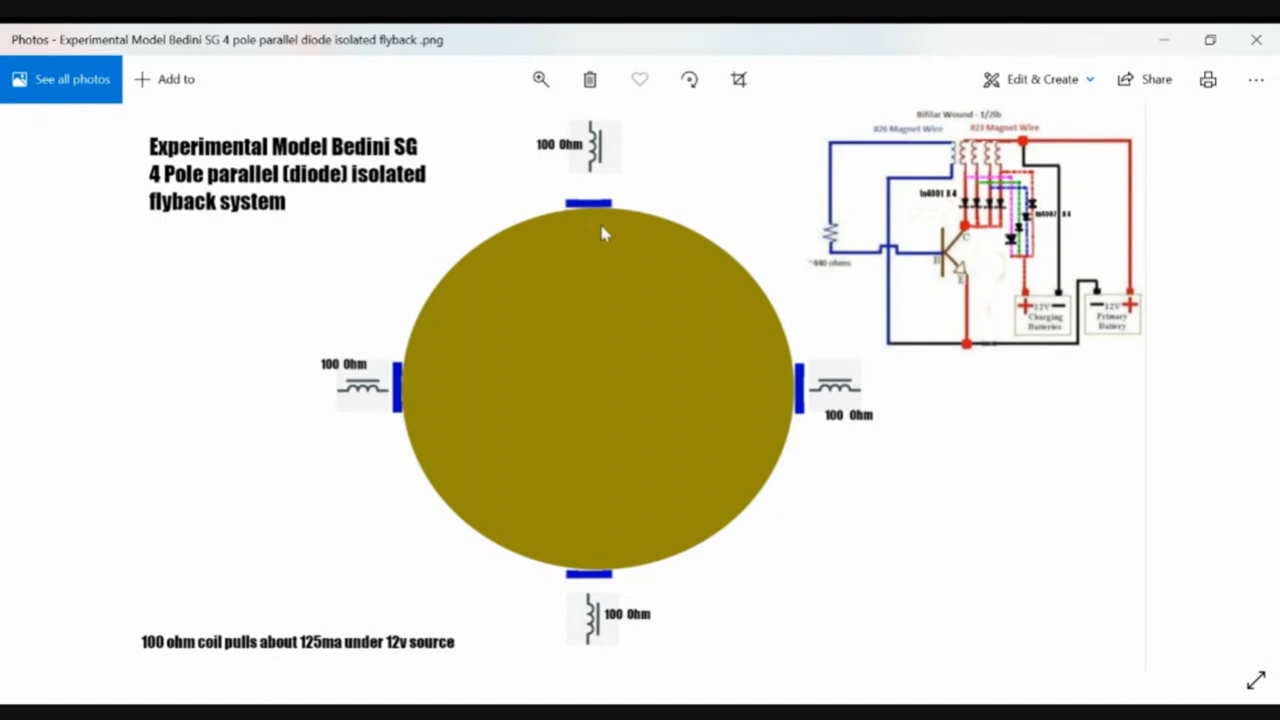 Photos - Experimental Model Bedini SG 4 pole parallel diode isolated flyback .png
See all photos
Add to
Edit & Create
Share
Experimental Model Bedini SG
4 Pole parallel (diode) isolated
flyback system
100 Ohm
Bifilar Wound - 1/2lb
#26 Magnet Wire
#23 Magnet Wire
1n4001 X 4
1n4007 X 4
C
B
E
~440 ohms
+12V−
Charging
Batteries
−12V+
Primary
Battery
100 Ohm
100 Ohm
100 Ohm
100 ohm coil pulls about 125ma under 12v source